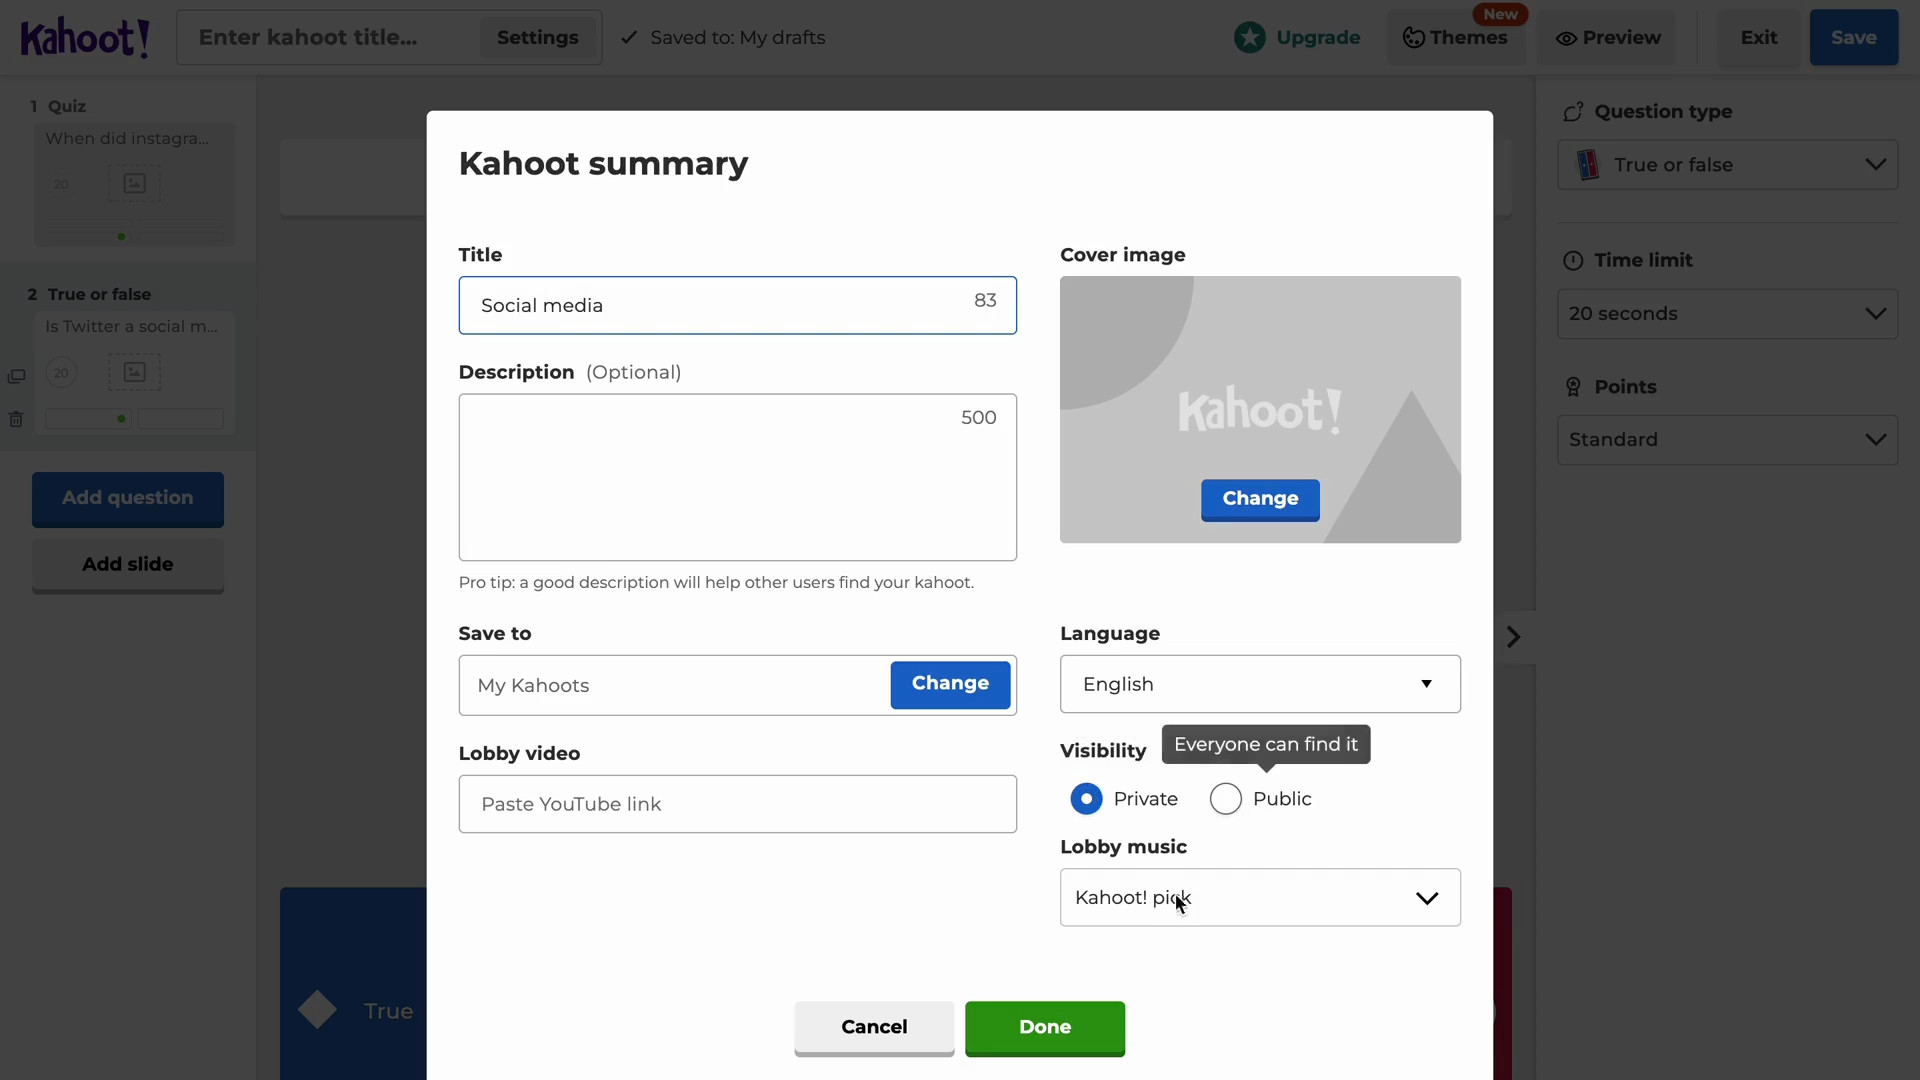 Kahoot!
Enter kahoot title...
Settings
Saved to: My drafts
Upgrade
New
Themes
Preview
Exit
Save
1 Quiz
When did instagra...
20
2 True or false
Is Twitter a social m...
20
Add question
Add slide
Kahoot summary
Title
Social media
83
Description (Optional)
500
Pro tip: a good description will help other users find your kahoot.
Save to
My Kahoots
Change
Lobby video
Paste YouTube link
Cover image
Kahoot!
Change
Language
English
Visibility
Everyone can find it
Private
Public
Lobby music
Kahoot! pick
Cancel
Done
True
Question type
True or false
Time limit
20 seconds
Points
Standard